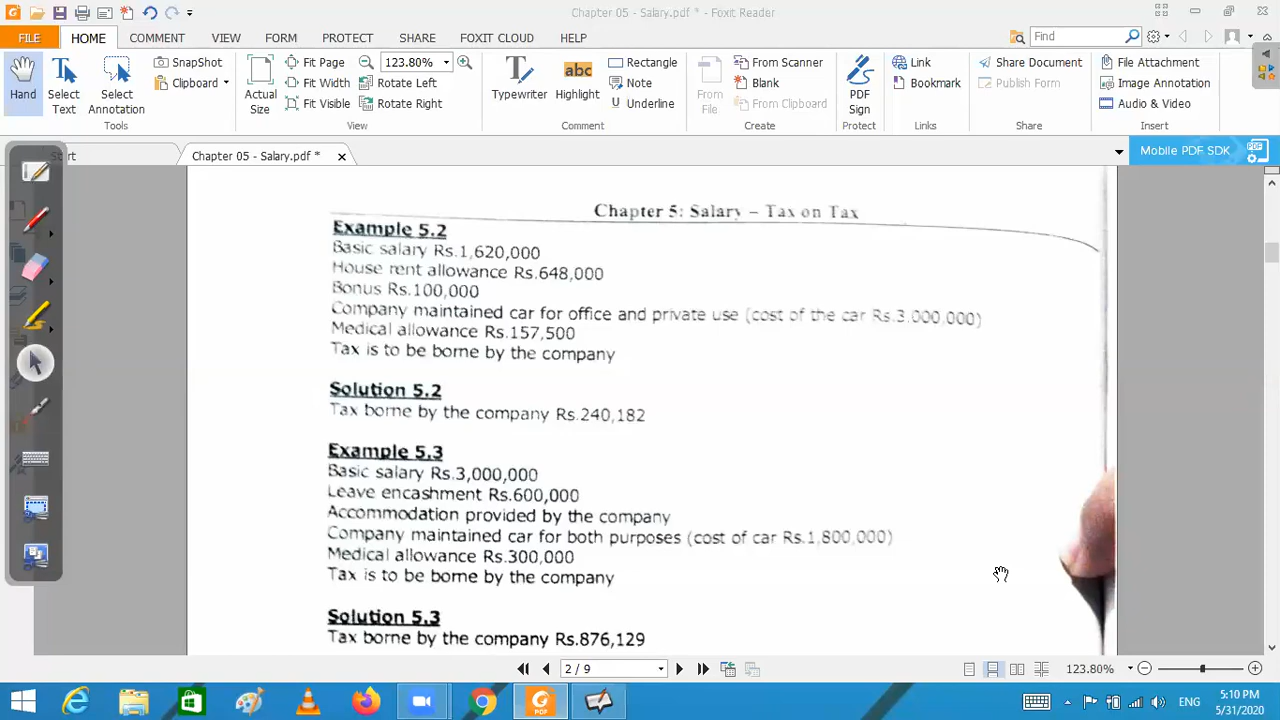 Chapter 05 - Salary.pdf * - Foxit Reader
FILE HOME COMMENT VIEW FORM PROTECT SHARE FOXIT CLOUD HELP Find
SnapShot Fit Page 123.80% Rectangle From Scanner Link Share Document File Attachment
Clipboard Fit Width Rotate Left Note Blank Bookmark Publish Form Image Annotation
Hand Select Text Select Annotation Actual Size Fit Visible Rotate Right Typewriter abc Highlight Underline From File From Clipboard PDF Sign Audio & Video
Tools View Comment Create Protect Links Share Insert
Chapter 05 - Salary.pdf * Mobile PDF SDK PDF
Chapter 5: Salary – Tax on Tax
Example 5.2
Basic salary Rs.1,620,000
House rent allowance Rs.648,000
Bonus Rs.100,000
Company maintained car for office and private use (cost of the car Rs.3,000,000)
Medical allowance Rs.157,500
Tax is to be borne by the company
Solution 5.2
Tax borne by the company Rs.240,182
Example 5.3
Basic salary Rs.3,000,000
Leave encashment Rs.600,000
Accommodation provided by the company
Company maintained car for both purposes (cost of car Rs.1,800,000)
Medical allowance Rs.300,000
Tax is to be borne by the company
Solution 5.3
Tax borne by the company Rs.876,129
2 / 9 123.80%
ENG 5:10 PM
5/31/2020